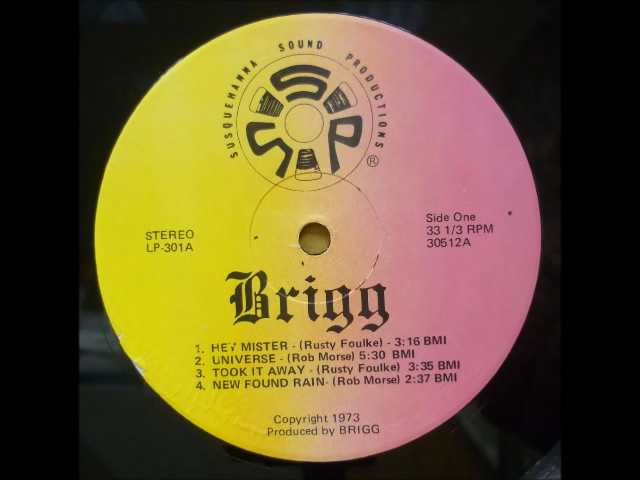 SUSQUEHANNA SOUND PRODUCTIONS
SSP
®
STEREO
LP-301A
Side One
33 1/3 RPM
30512A
Brigg
1. HEY MISTER - (Rusty Foulke) - 3:16 BMI
2. UNIVERSE - (Rob Morse) 5:30 BMI
3. TOOK IT AWAY - (Rusty Foulke) 3:35 BMI
4. NEW FOUND RAIN- (Rob Morse) 2:37 BMI
Copyright 1973
Produced by BRIGG